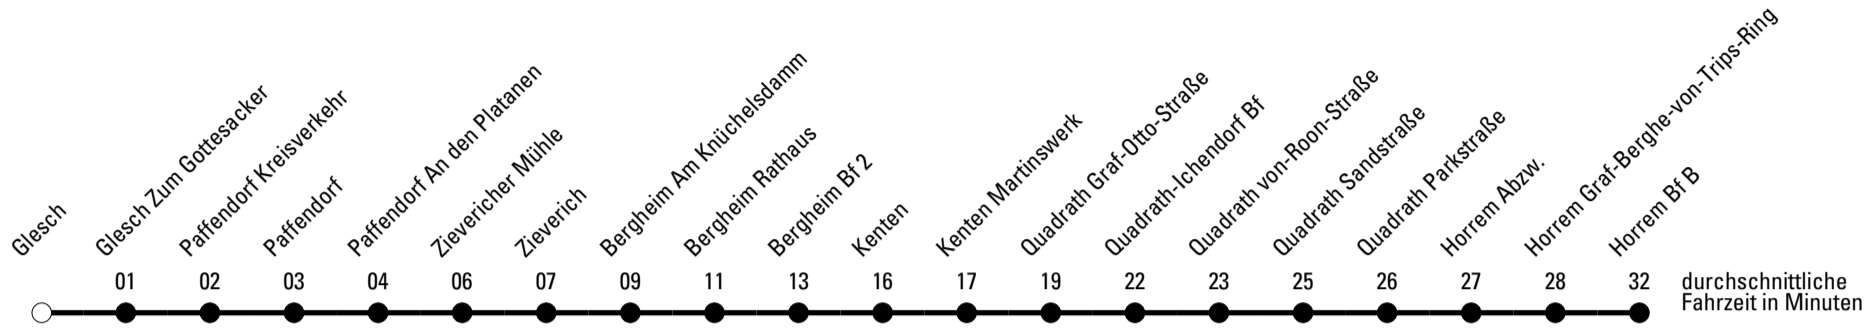 Glesch
Glesch Zum Gottesacker
Paffendorf Kreisverkehr
Paffendorf
Paffendorf An den Platanen
Zievericher Mühle
Zieverich
Bergheim Am Knüchelsdamm
Bergheim Rathaus
Bergheim Bf 2
Kenten
Kenten Martinswerk
Quadrath Graf-Otto-Straße
Quadrath-Ichendorf Bf
Quadrath von-Roon-Straße
Quadrath Sandstraße
Quadrath Parkstraße
Horrem Abzw.
Horrem Graf-Berghe-von-Trips-Ring
Horrem Bf B
01 02 03 04 06 07 09 11 13 16 17 19 22 23 25 26 27 28 32
durchschnittliche
Fahrzeit in Minuten